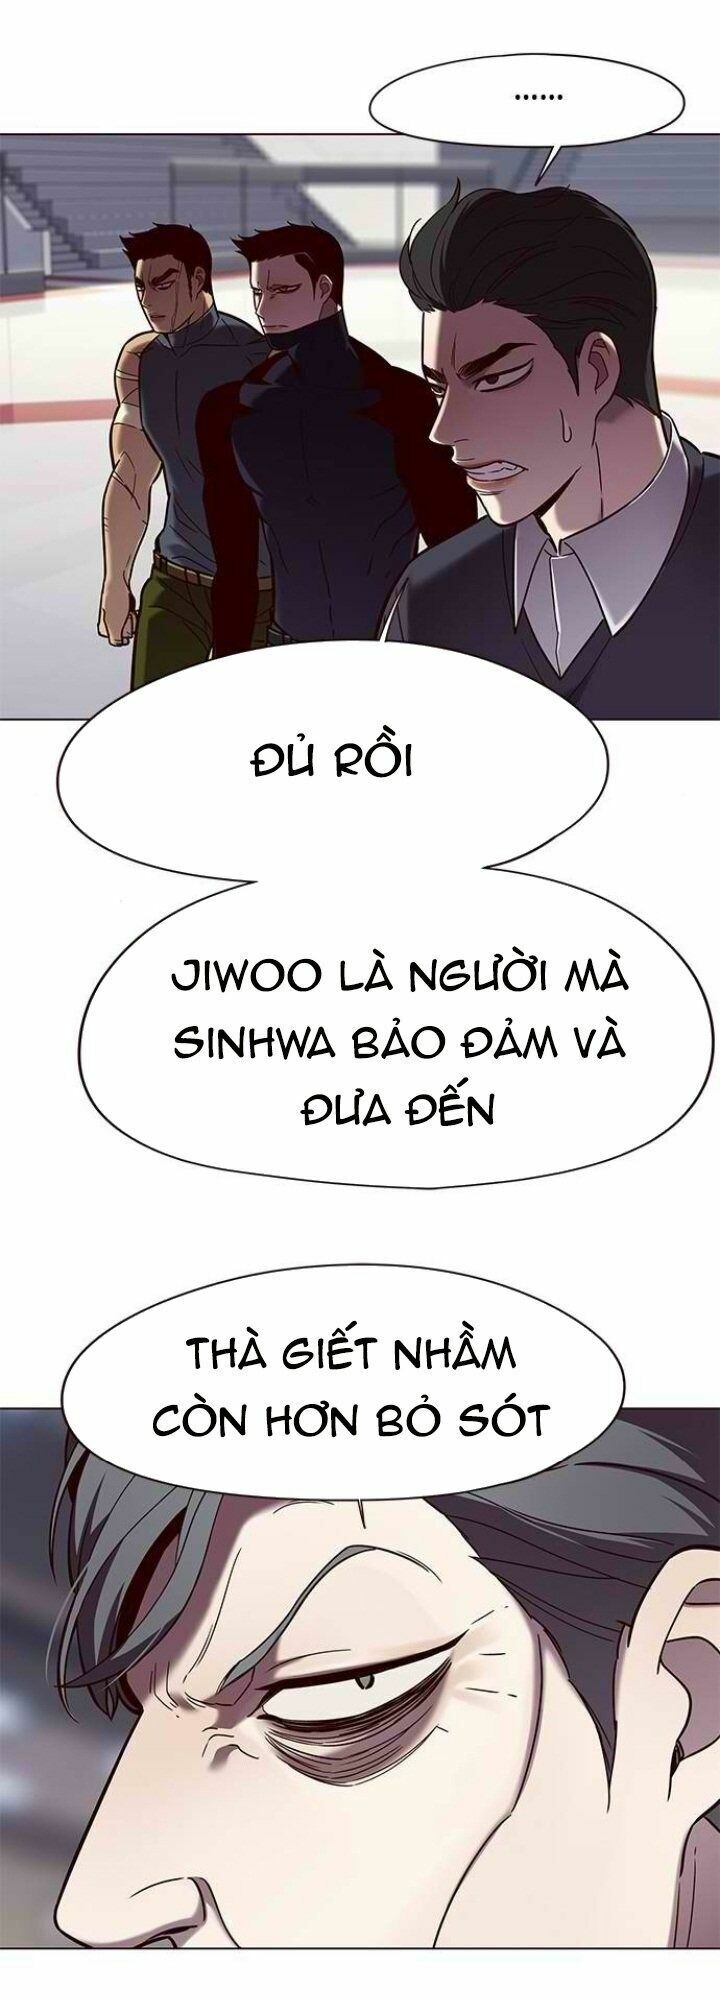 ......
ĐỦ RỒI
JIWOO LÀ NGƯỜI MÀ
SINHWA BẢO ĐẢM VÀ
ĐƯA ĐẾN
THÀ GIẾT NHẦM
CÒN HƠN BỎ SÓT